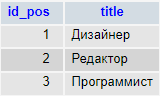 id_pos title
1 Дизайнер
2 Редактор
3 Программист